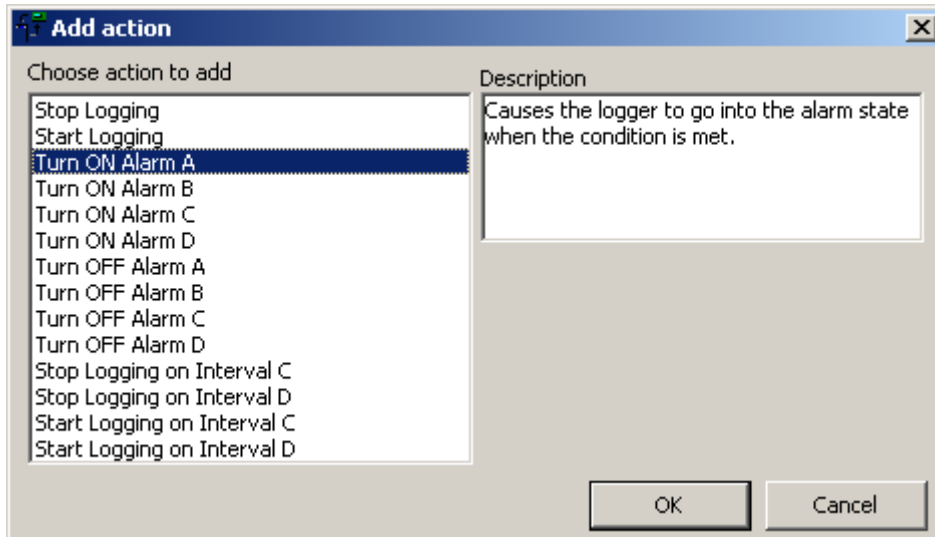 Add action
Choose action to add
Stop Logging
Start Logging
Turn ON Alarm A
Turn ON Alarm B
Turn ON Alarm C
Turn ON Alarm D
Turn OFF Alarm A
Turn OFF Alarm B
Turn OFF Alarm C
Turn OFF Alarm D
Stop Logging on Interval C
Stop Logging on Interval D
Start Logging on Interval C
Start Logging on Interval D
Description
Causes the logger to go into the alarm state
when the condition is met.
OK
Cancel